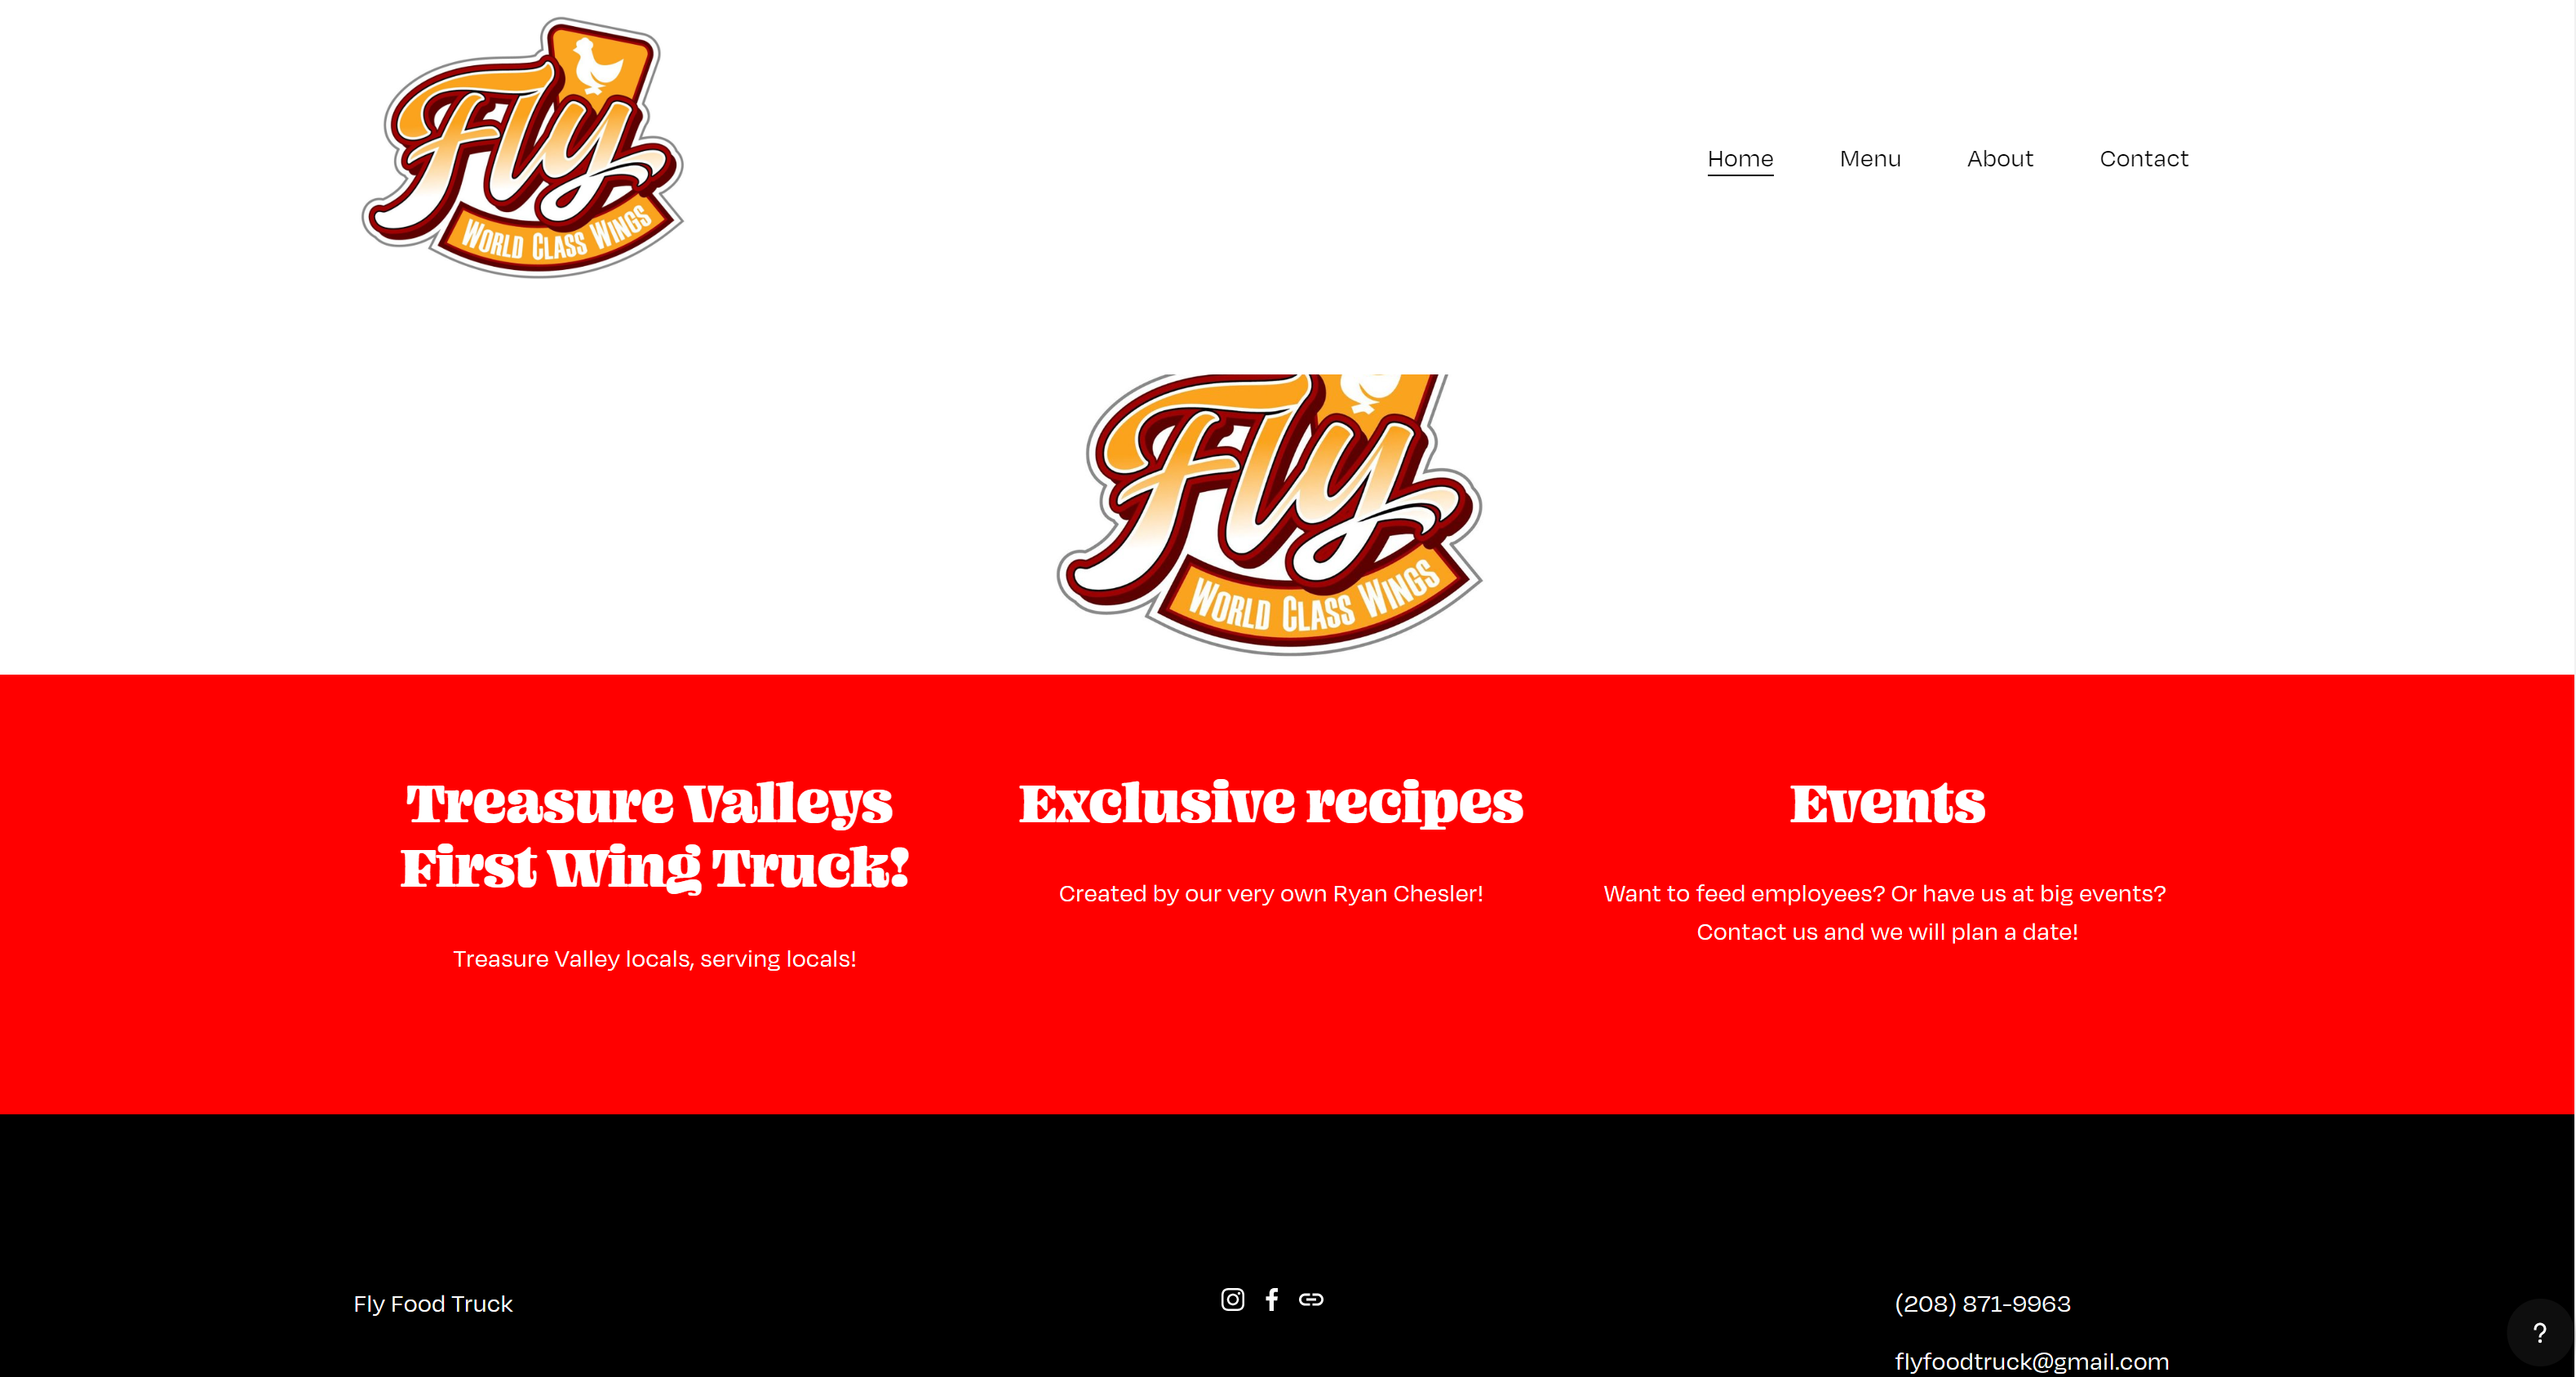 Fly
World Class Wings
Home Menu About Contact
Fly
World Class Wings
Treasure Valleys
First Wing Truck!
Treasure Valley locals, serving locals!
Exclusive recipes
Created by our very own Ryan Chesler!
Events
Want to feed employees? Or have us at big events?
Contact us and we will plan a date!
Fly Food Truck
(208) 871-9963
flyfoodtruck@gmail.com
?